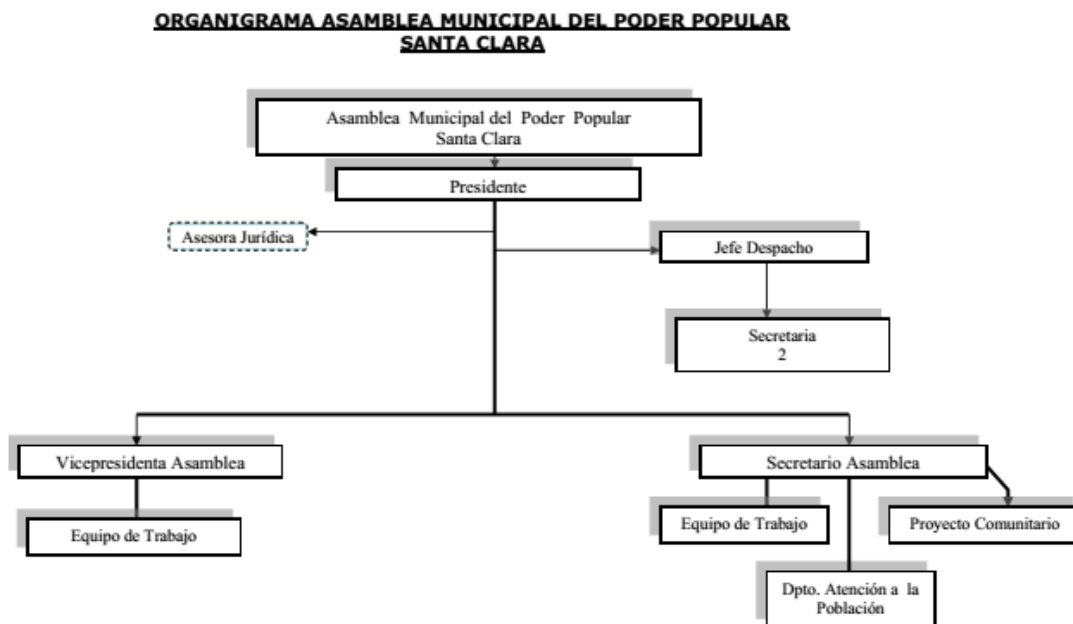 ORGANIGRAMA ASAMBLEA MUNICIPAL DEL PODER POPULAR
SANTA CLARA
Asamblea Municipal del Poder Popular
Santa Clara
Presidente
Asesora Jurídica
Jefe Despacho
Secretaria
2
Vicepresidenta Asamblea
Secretario Asamblea
Equipo de Trabajo
Equipo de Trabajo
Proyecto Comunitario
Dpto. Atención a la
Población